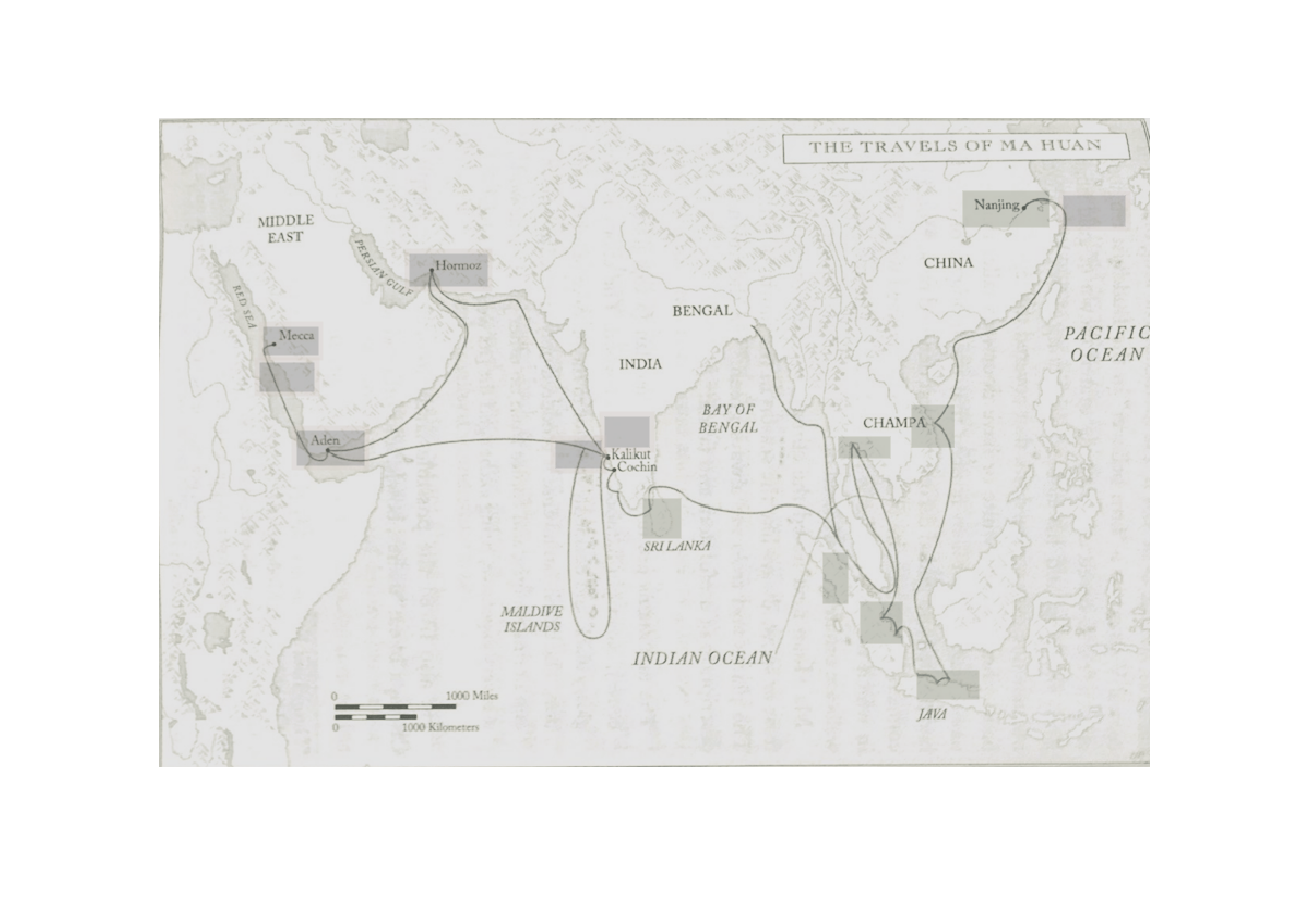 THE TRAVELS OF MA HUAN
Nanjing
MIDDLE
EAST
PERSIAN GULF
Hormoz
CHINA
RED SEA
BENGAL
Mecca
PACIFIC
OCEAN
INDIA
BAY OF
BENGAL
CHAMPA
Aden
Kalikut
Cochin
SRI LANKA
MALDIVE
ISLANDS
INDIAN OCEAN
0 1000 Miles
0 1000 Kilometers
JAVA